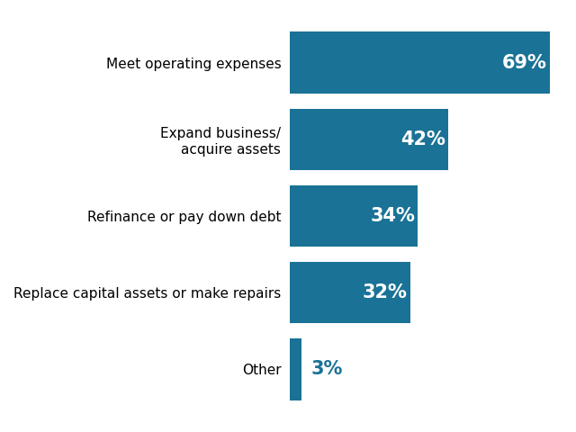 Meet operating expenses 69%
Expand business/
acquire assets 42%
Refinance or pay down debt 34%
Replace capital assets or make repairs 32%
Other 3%